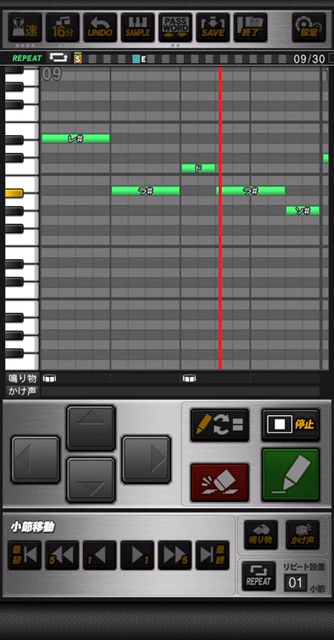 速 16分 UNDO SAMPLE PASS WORD SAVE 終了 設定
REPEAT S E 09/30
09
レ#
ド
ラ# ラ#
ソ#
鳴り物
かけ声
停止
小節移動
最初 5 1 1 5 最終
鳴り物 かけ声
REPEAT リピート設置
01 小節